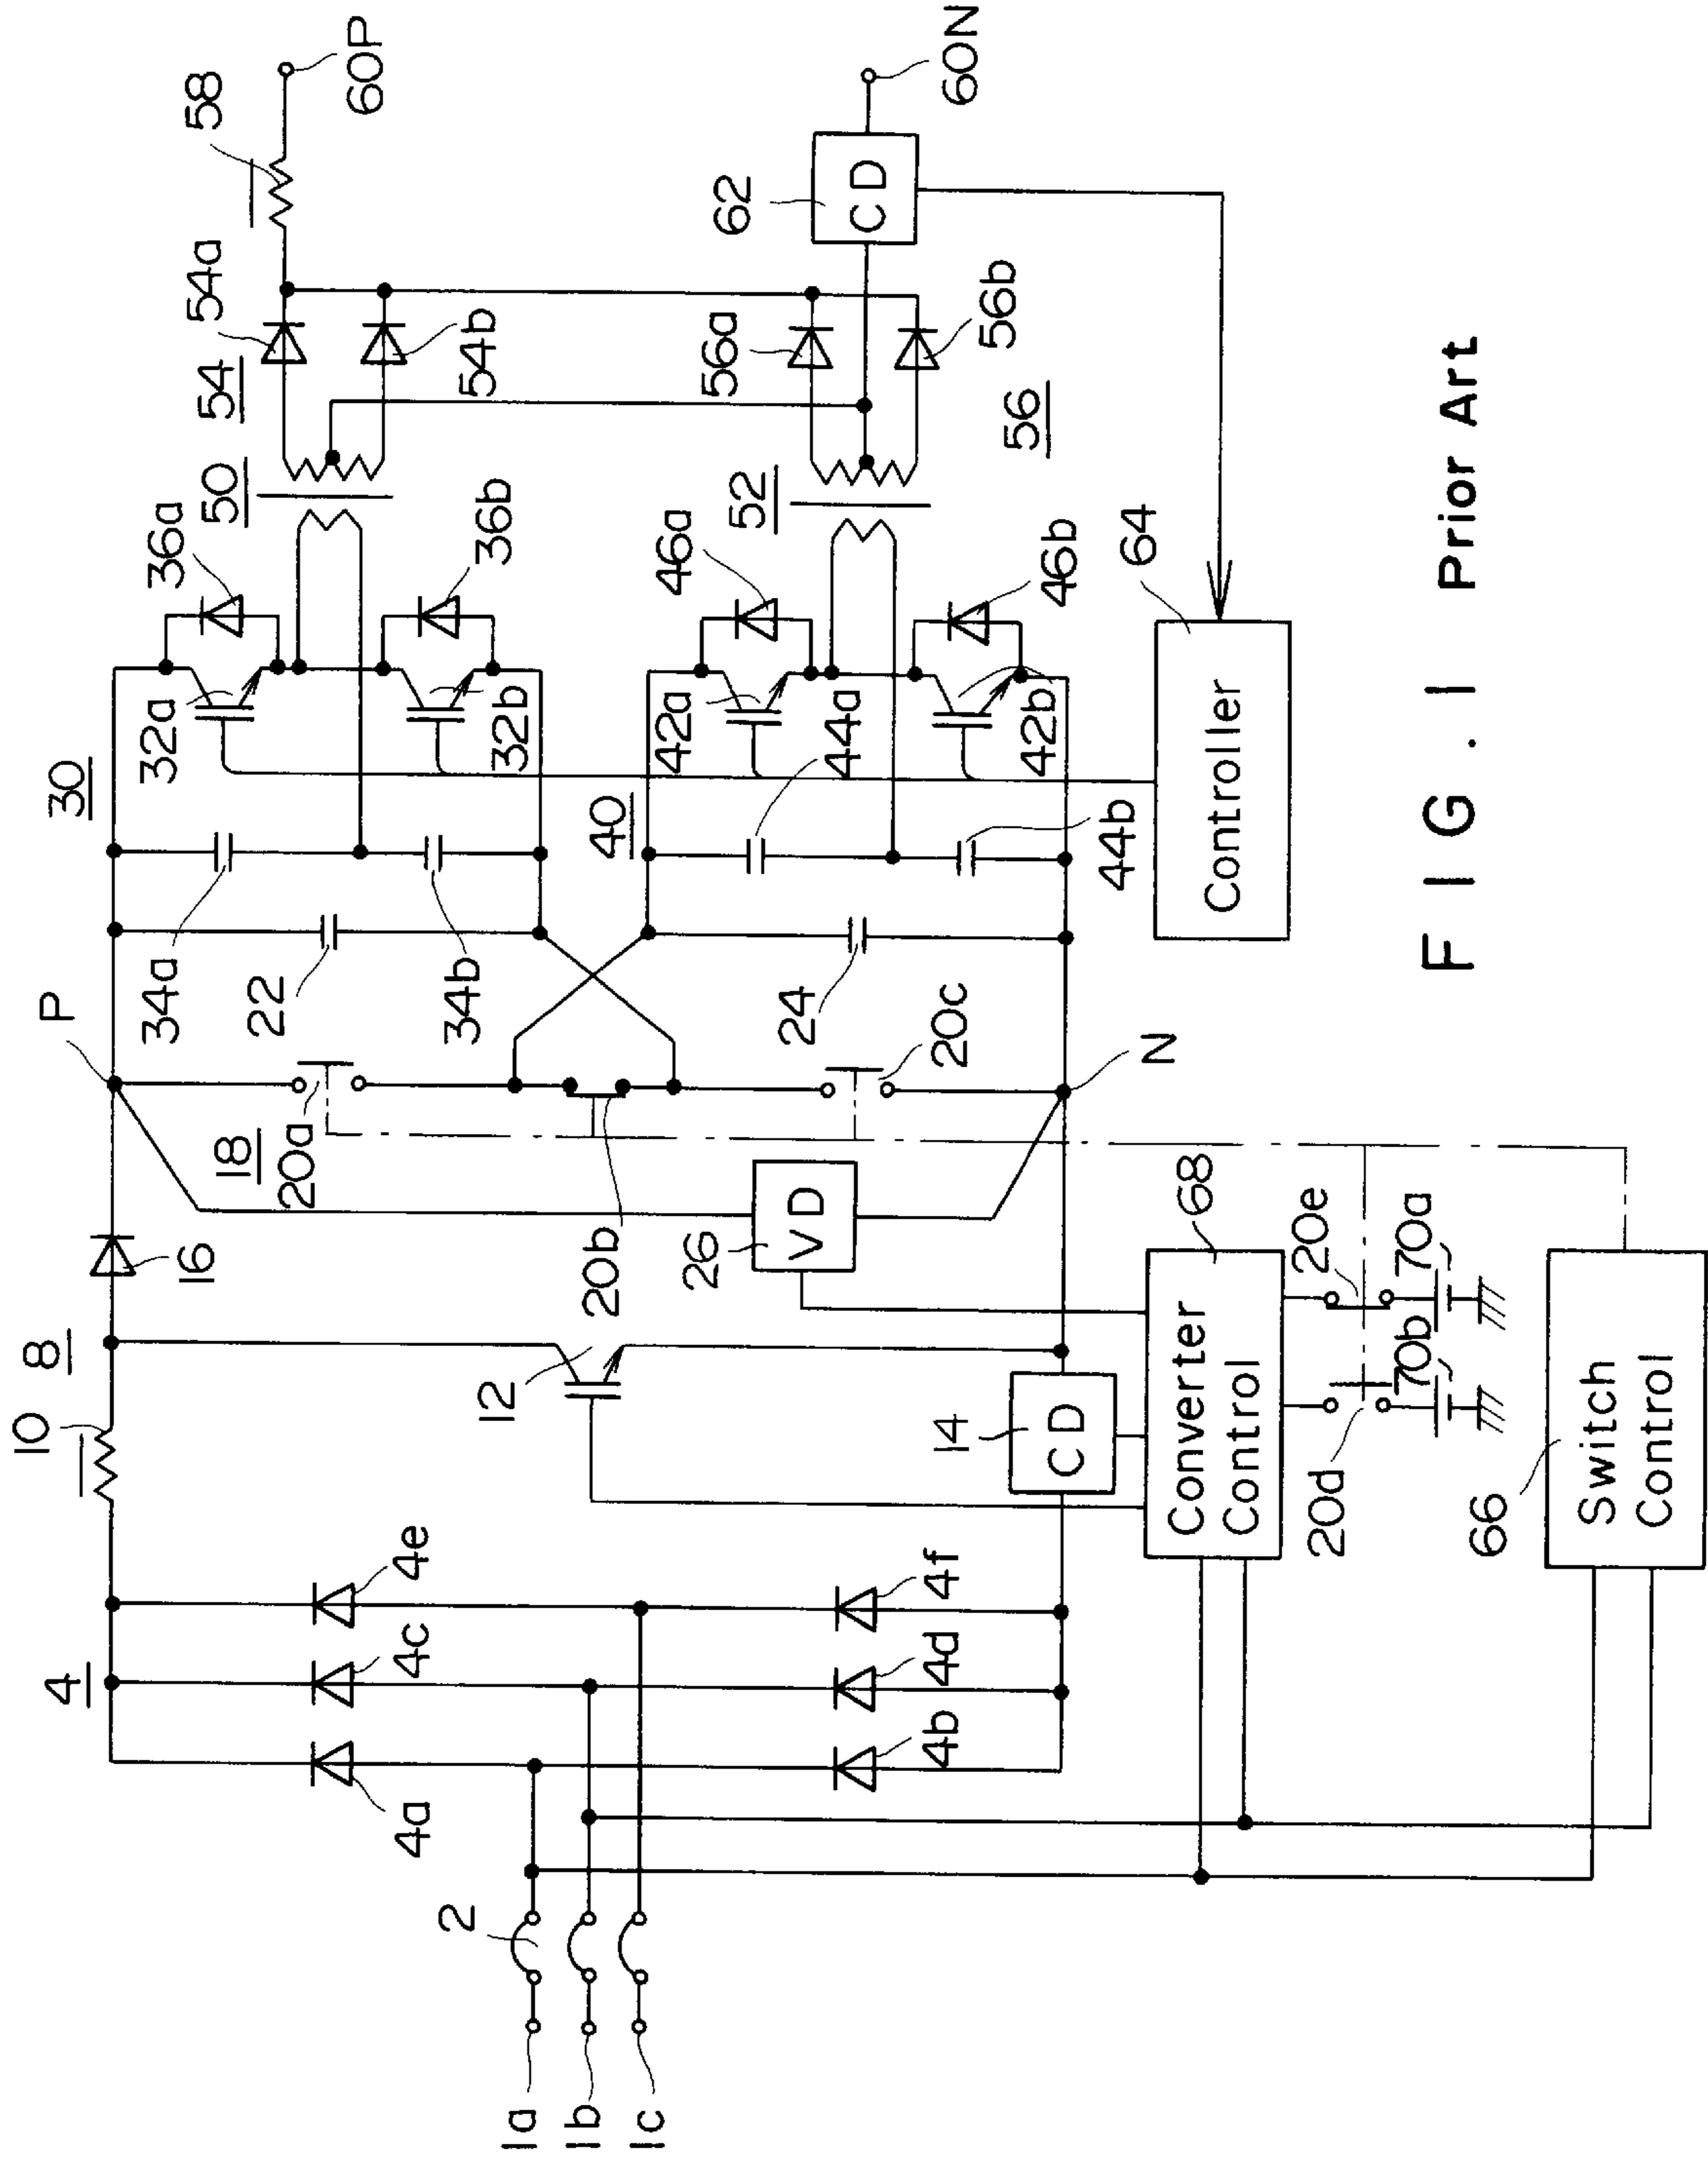 P
10
8
16
18
20a
34a
22
34b
30
32a
36a
50
54
54a
58
60P
32b
36b
54b
4
4e
4c
4a
12
20b
26
V D
24
20c
40
42a
44a
46a
52
56a
62
C D
60N
56b
56
46b
42b
44b
N
2
1a
1b
1c
4f
4d
4b
14
C D
68
Converter
Control
20e
70a
20d
70b
66
Switch
Control
64
Controller
FIG. 1 Prior Art